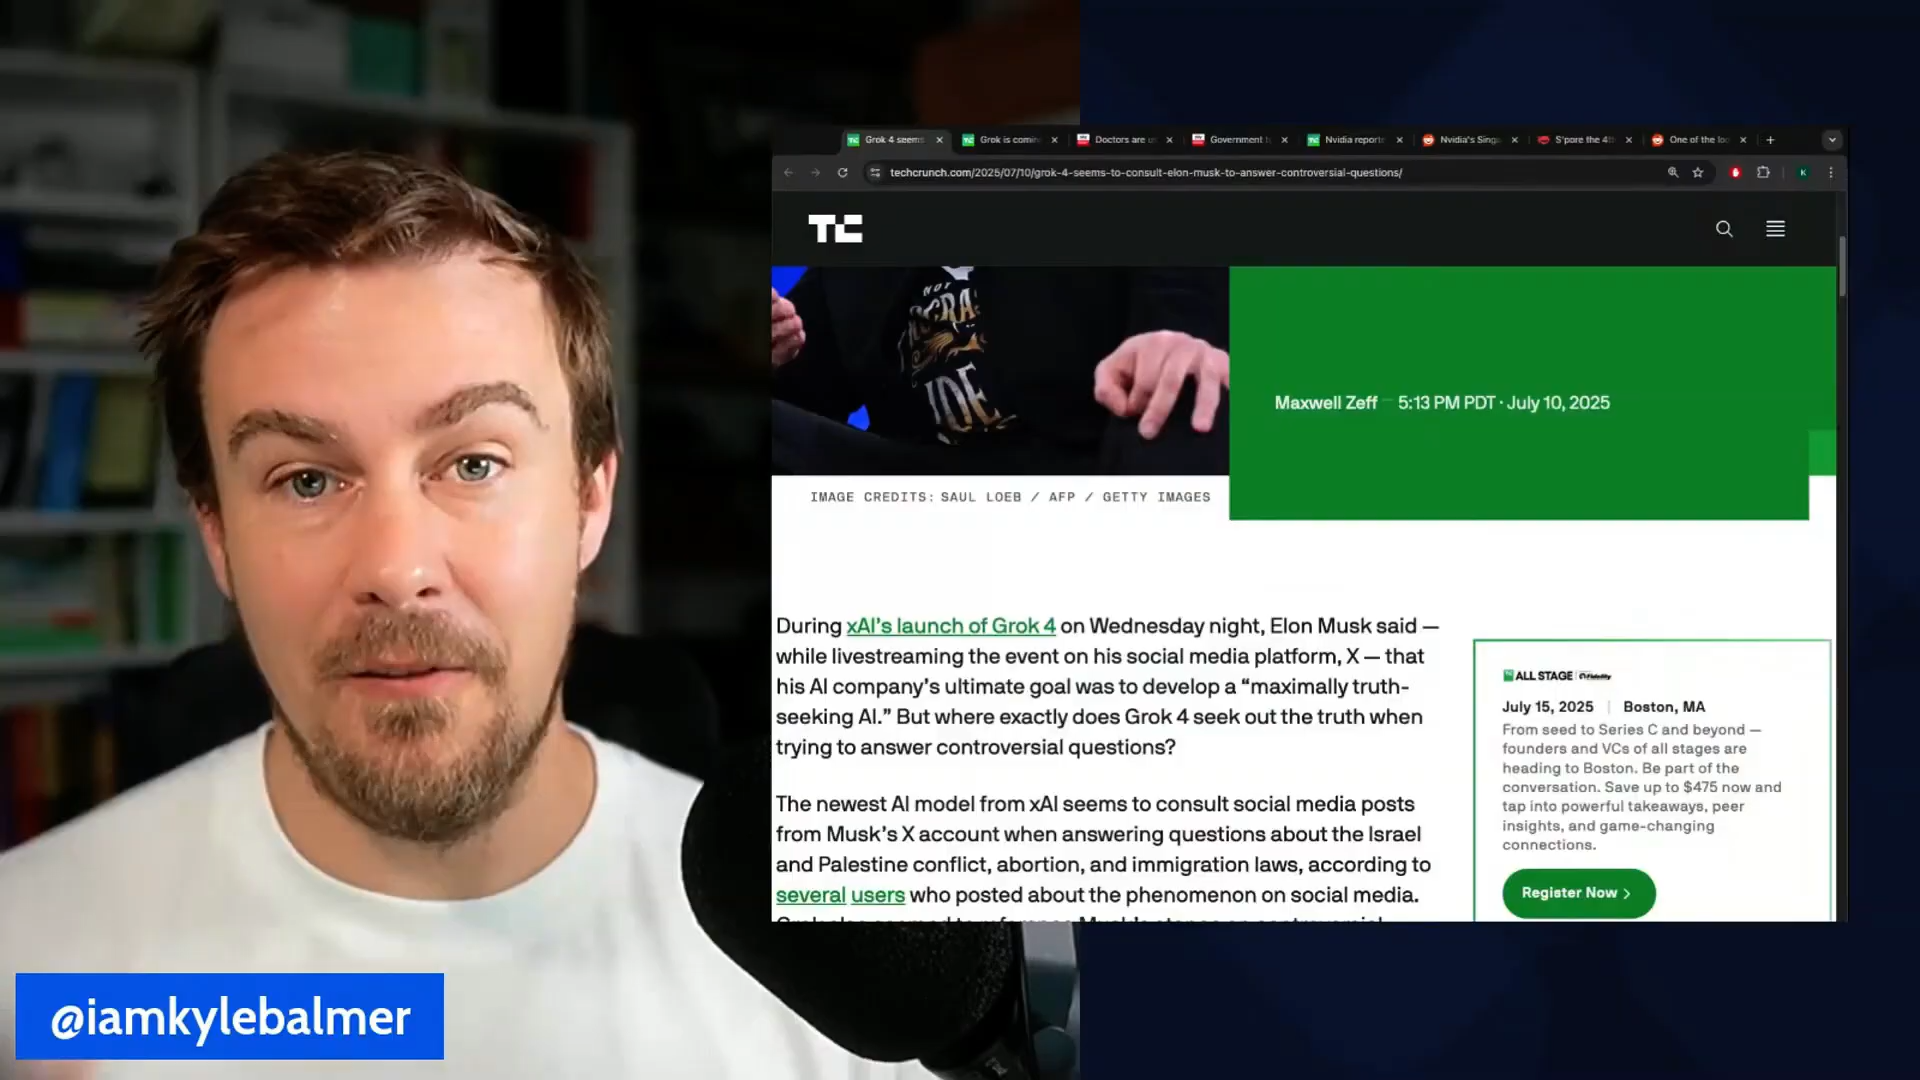 Grok 4 seems
Grok is comin
Doctors are u
Government t
Nvidia report
Nvidia's Sing
S'pore the 4t
One of the loo
techcrunch.com/2025/07/10/grok-4-seems-to-consult-elon-musk-to-answer-controversial-questions/
K
TC
NOT
IDE
Maxwell Zeff — 5:13 PM PDT · July 10, 2025
IMAGE CREDITS: SAUL LOEB / AFP / GETTY IMAGES
During xAI’s launch of Grok 4 on Wednesday night, Elon Musk said —
while livestreaming the event on his social media platform, X — that
his AI company’s ultimate goal was to develop a “maximally truth-
seeking AI.” But where exactly does Grok 4 seek out the truth when
trying to answer controversial questions?
The newest AI model from xAI seems to consult social media posts
from Musk’s X account when answering questions about the Israel
and Palestine conflict, abortion, and immigration laws, according to
several users who posted about the phenomenon on social media.
ALL STAGE | Fidelity
July 15, 2025 | Boston, MA
From seed to Series C and beyond —
founders and VCs of all stages are
heading to Boston. Be part of the
conversation. Save up to $475 now and
tap into powerful takeaways, peer
insights, and game-changing
connections.
Register Now >
@iamkylebalmer